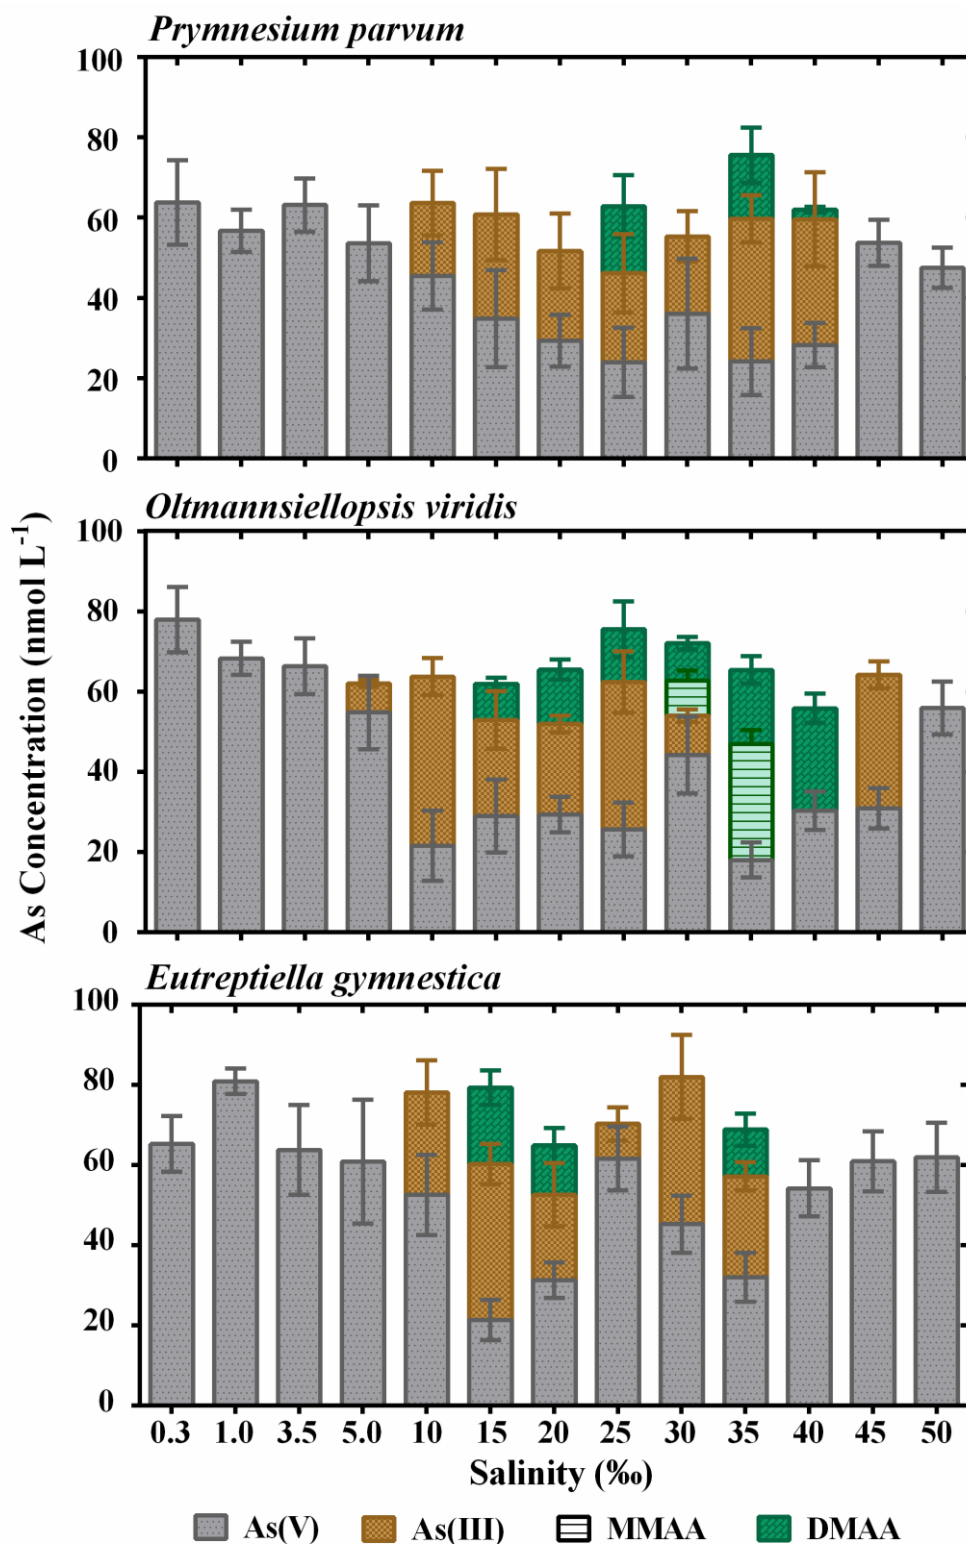 Prymnesium parvum
100
80
60
40
20
0
Oltmannsiellopsis viridis
100
80
60
40
20
0
As Concentration (nmol L⁻¹)
Eutreptiella gymnestica
100
80
60
40
20
0
0.3 1.0 3.5 5.0 10 15 20 25 30 35 40 45 50
Salinity (‰)
As(V) As(III) MMAA DMAA